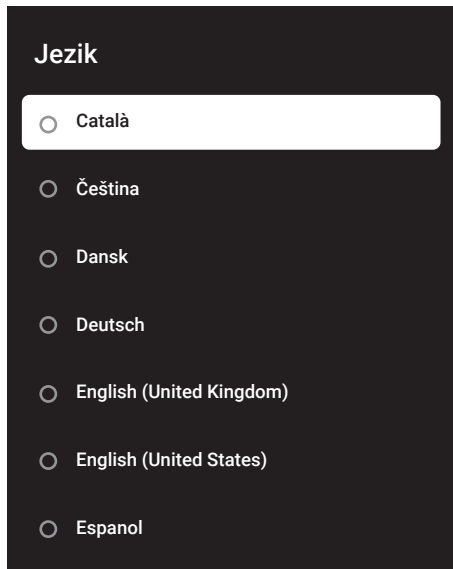 Jezik
Català
Čeština
Dansk
Deutsch
English (United Kingdom)
English (United States)
Espanol